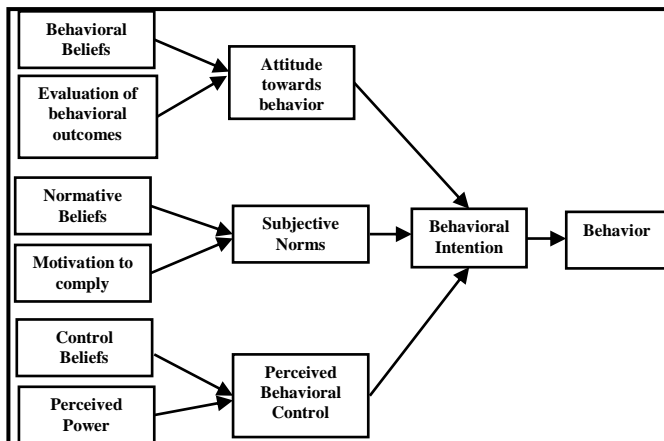 Behavioral
Beliefs
Evaluation of
behavioral
outcomes
Attitude
towards
behavior
Normative
Beliefs
Motivation to
comply
Subjective
Norms
Behavioral
Intention
Behavior
Control
Beliefs
Perceived
Power
Perceived
Behavioral
Control